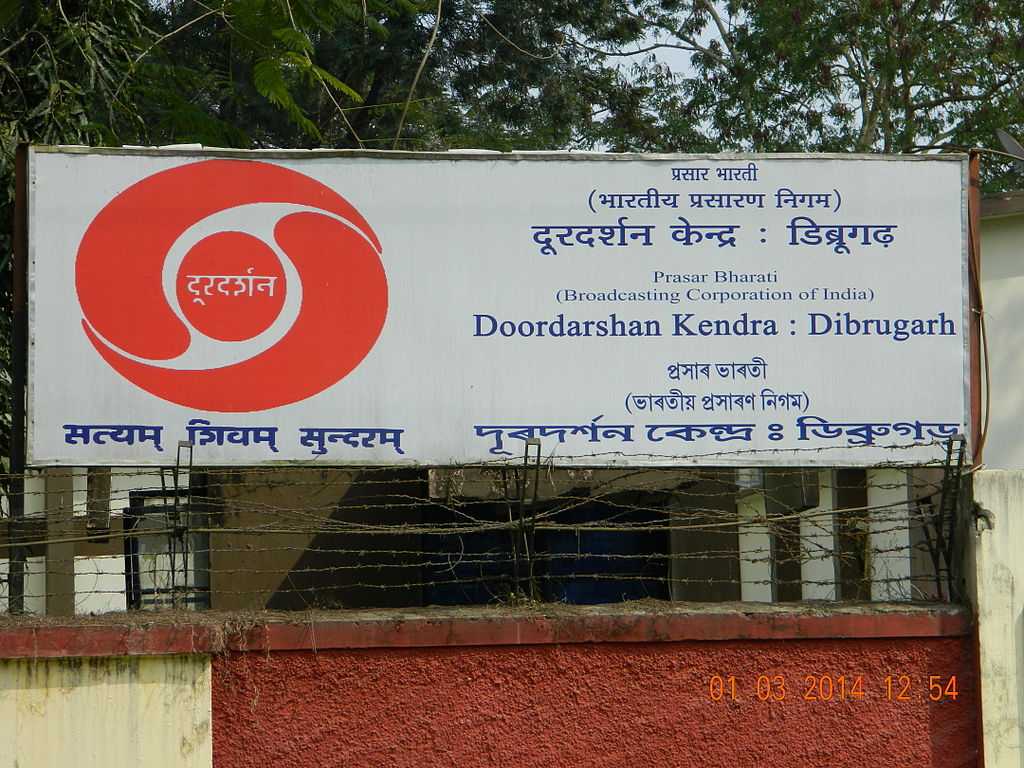 दूरदर्शन
सत्यम् शिवम् सुन्दरम्
प्रसार भारती
(भारतीय प्रसारण निगम)
दूरदर्शन केन्द्र : डिब्रूगढ़
Prasar Bharati
(Broadcasting Corporation of India)
Doordarshan Kendra : Dibrugarh
প্ৰসাৰ ভাৰতী
(ভাৰতীয় প্ৰসাৰণ নিগম)
দূৰদৰ্শন কেন্দ্ৰ : ডিব্ৰুগড়
01 03 2014 12 54